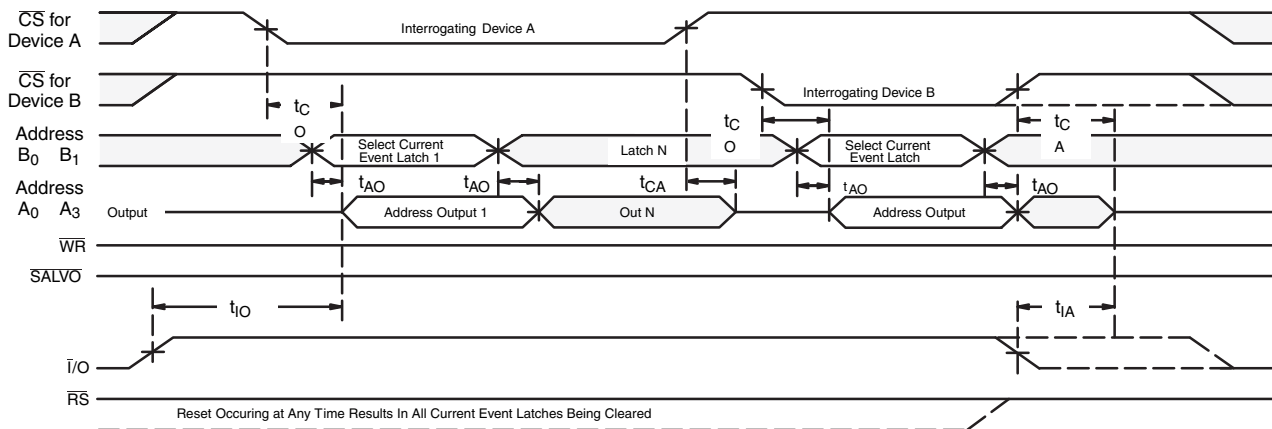 CS for
Device A
Interrogating Device A
CS for
Device B
Interrogating Device B
tC
O
tC
O
tC
A
Address
B0 B1
Select Current
Event Latch 1
Latch N
Select Current
Event Latch
tAO
tAO
tCA
tAO
tAO
Address
A0 A3
Output
Address Output 1
Out N
Address Output
WR
SALVO
tIO
tIA
I/O
RS
Reset Occuring at Any Time Results In All Current Event Latches Being Cleared